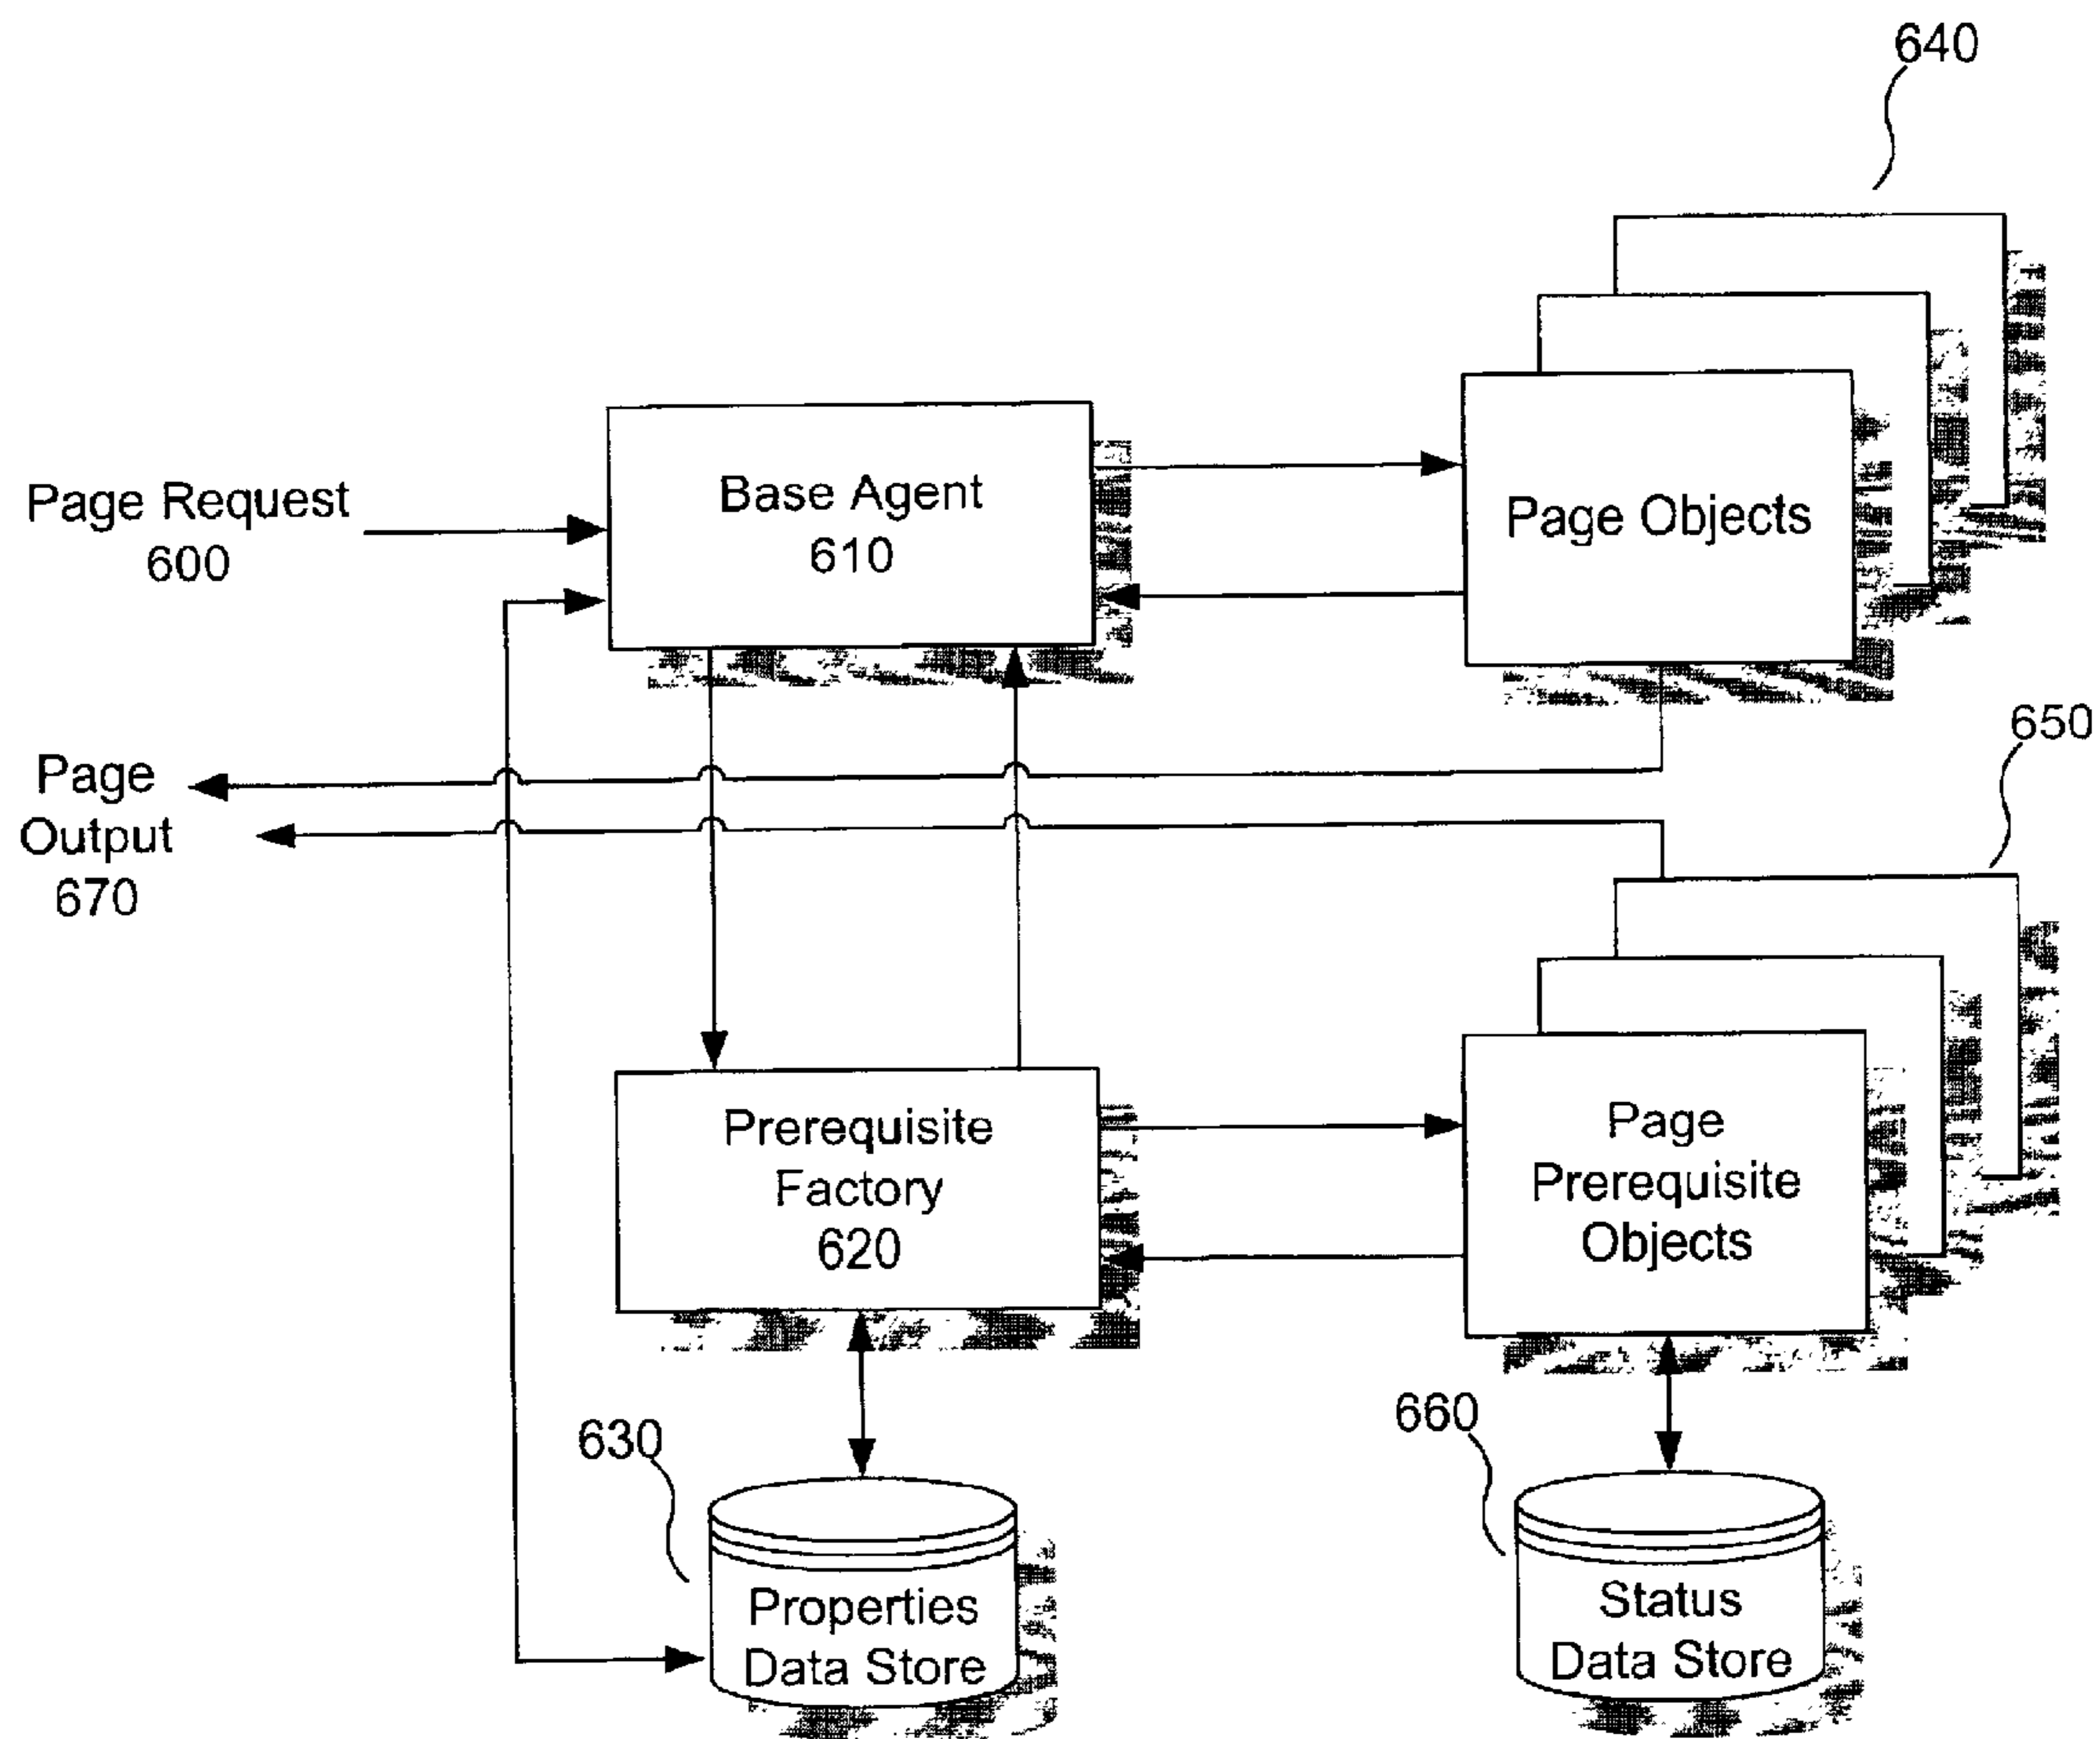 640
Page Request
600
Base Agent
610
Page Objects
650
Page
Output
670
Prerequisite
Factory
620
Page
Prerequisite
Objects
630
660
Properties
Data Store
Status
Data Store